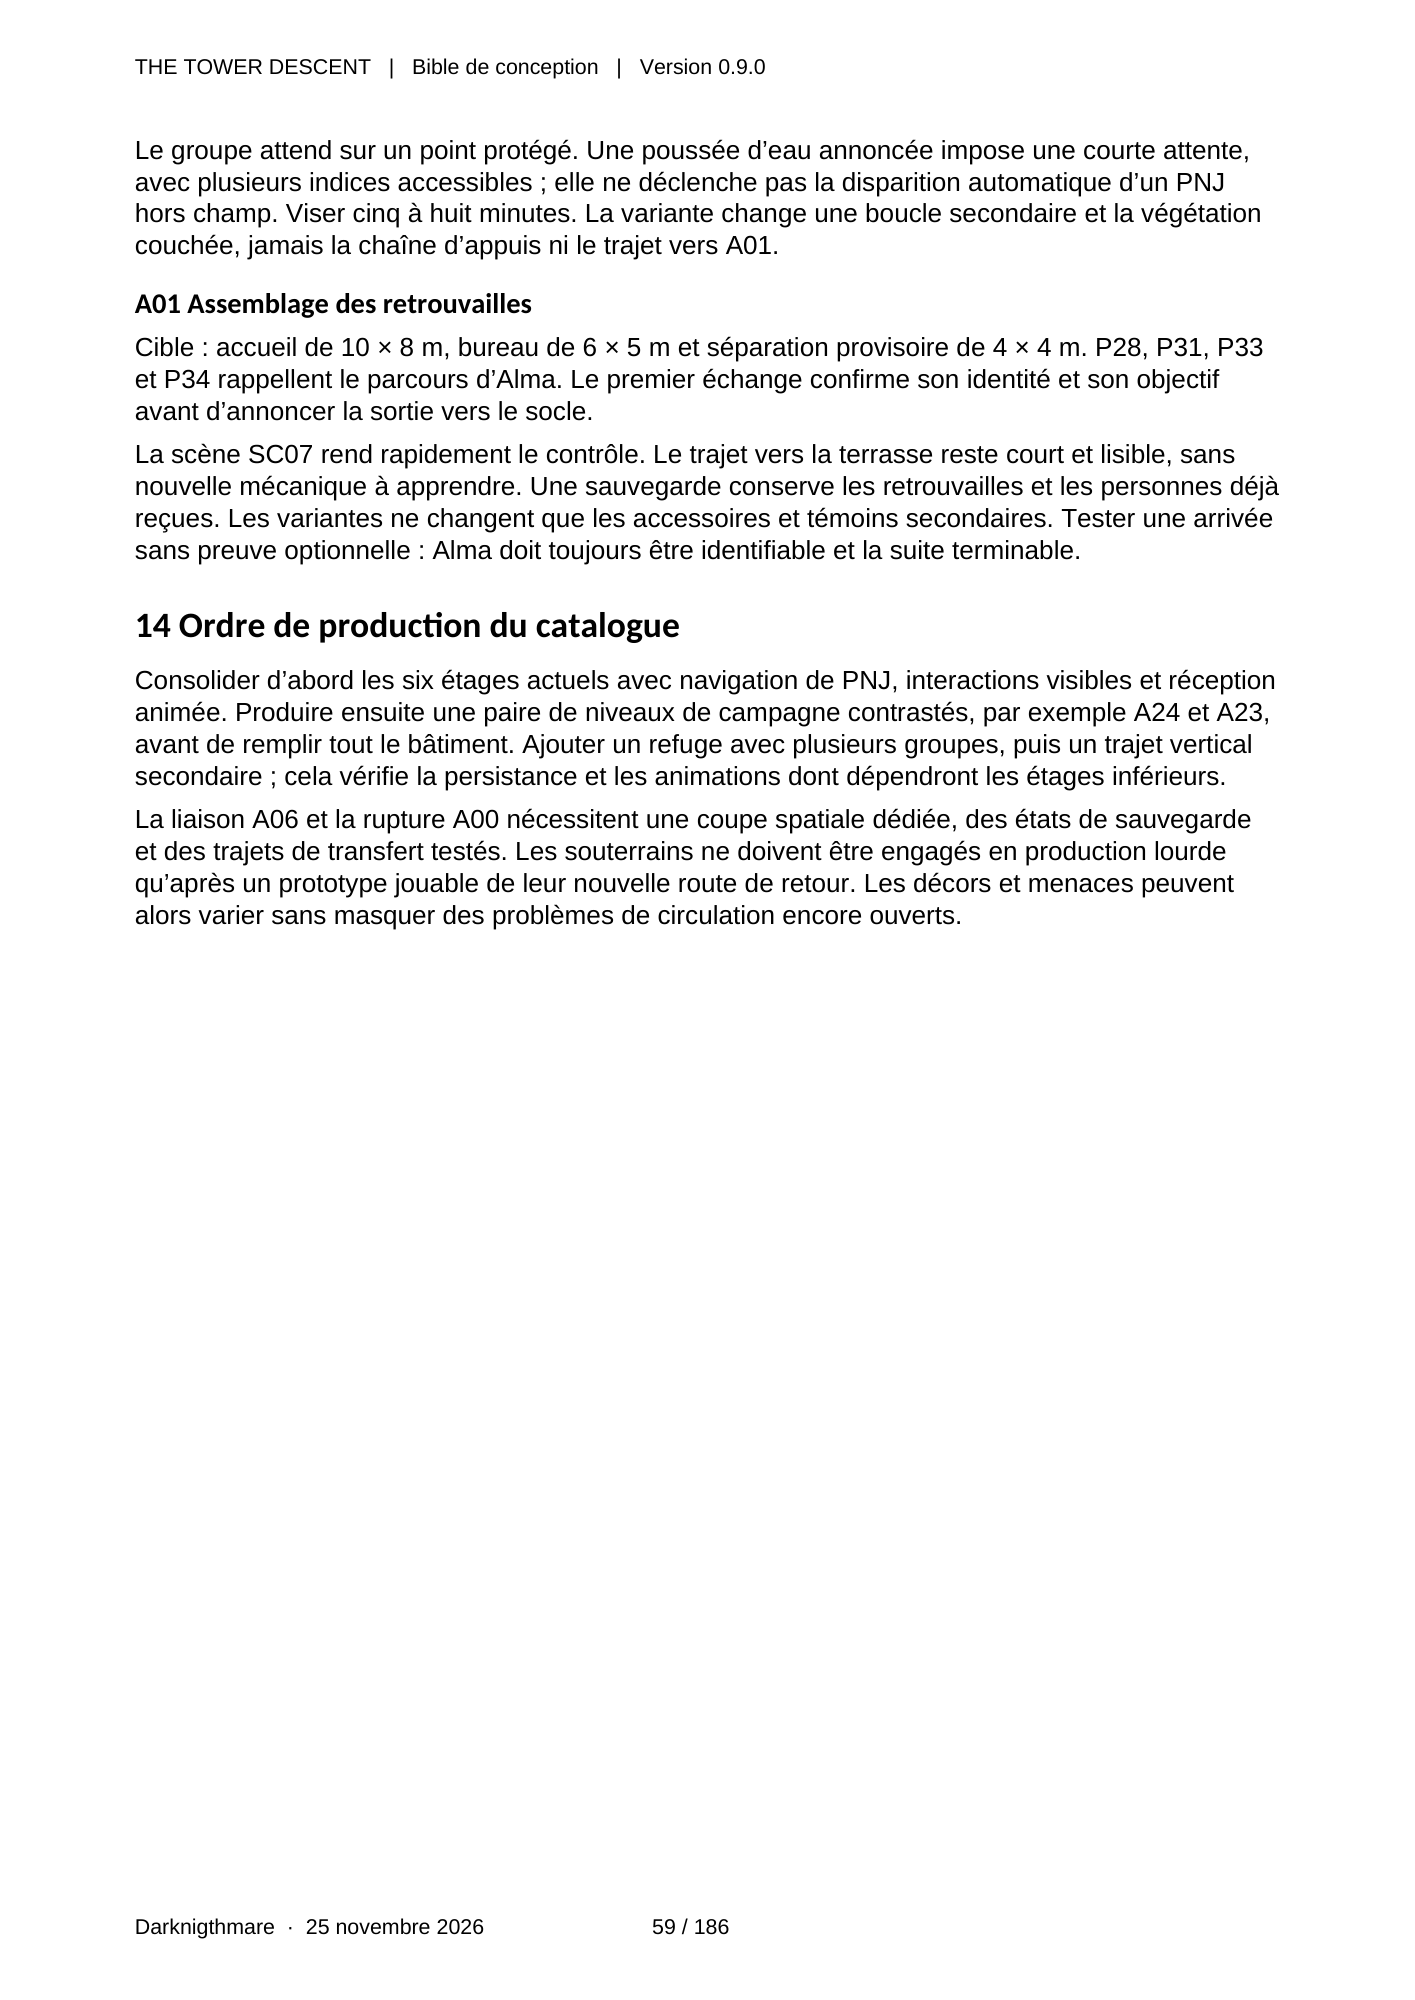 THE TOWER DESCENT | Bible de conception | Version 0.9.0
Le groupe attend sur un point protégé. Une poussée d’eau annoncée impose une courte attente,
avec plusieurs indices accessibles ; elle ne déclenche pas la disparition automatique d’un PNJ
hors champ. Viser cinq à huit minutes. La variante change une boucle secondaire et la végétation
couchée, jamais la chaîne d’appuis ni le trajet vers A01.
A01 Assemblage des retrouvailles
Cible : accueil de 10 × 8 m, bureau de 6 × 5 m et séparation provisoire de 4 × 4 m. P28, P31, P33
et P34 rappellent le parcours d’Alma. Le premier échange confirme son identité et son objectif
avant d’annoncer la sortie vers le socle.
La scène SC07 rend rapidement le contrôle. Le trajet vers la terrasse reste court et lisible, sans
nouvelle mécanique à apprendre. Une sauvegarde conserve les retrouvailles et les personnes déjà
reçues. Les variantes ne changent que les accessoires et témoins secondaires. Tester une arrivée
sans preuve optionnelle : Alma doit toujours être identifiable et la suite terminable.
14 Ordre de production du catalogue
Consolider d’abord les six étages actuels avec navigation de PNJ, interactions visibles et réception
animée. Produire ensuite une paire de niveaux de campagne contrastés, par exemple A24 et A23,
avant de remplir tout le bâtiment. Ajouter un refuge avec plusieurs groupes, puis un trajet vertical
secondaire ; cela vérifie la persistance et les animations dont dépendront les étages inférieurs.
La liaison A06 et la rupture A00 nécessitent une coupe spatiale dédiée, des états de sauvegarde
et des trajets de transfert testés. Les souterrains ne doivent être engagés en production lourde
qu’après un prototype jouable de leur nouvelle route de retour. Les décors et menaces peuvent
alors varier sans masquer des problèmes de circulation encore ouverts.
Darknigthmare · 25 novembre 2026 59 / 186